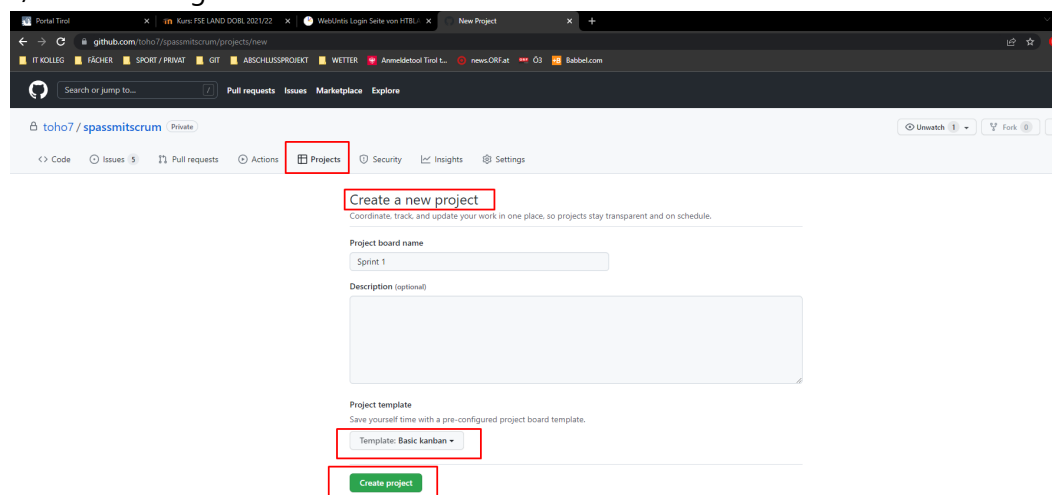 Portal Tirol
Kurs: FSE LAND DOBL 2021/22
WebUntis Login Seite von HTBL
New Project
github.com/toho7/spassmitscrum/projects/new
IT KOLLEG FÄCHER SPORT / PRIVAT GIT ABSCHLUSSPROJEKT WETTER Anmeldetool Tirol t... news.ORF.at Ö3 Babbel.com
Search or jump to... / Pull requests Issues Marketplace Explore
toho7 / spassmitscrum Private
Unwatch 1 Fork 0
<> Code Issues 5 Pull requests Actions Projects Security Insights Settings
Create a new project
Coordinate, track, and update your work in one place, so projects stay transparent and on schedule.
Project board name
Sprint 1
Description (optional)
Project template
Save yourself time with a pre-configured project board template.
Template: Basic kanban
Create project